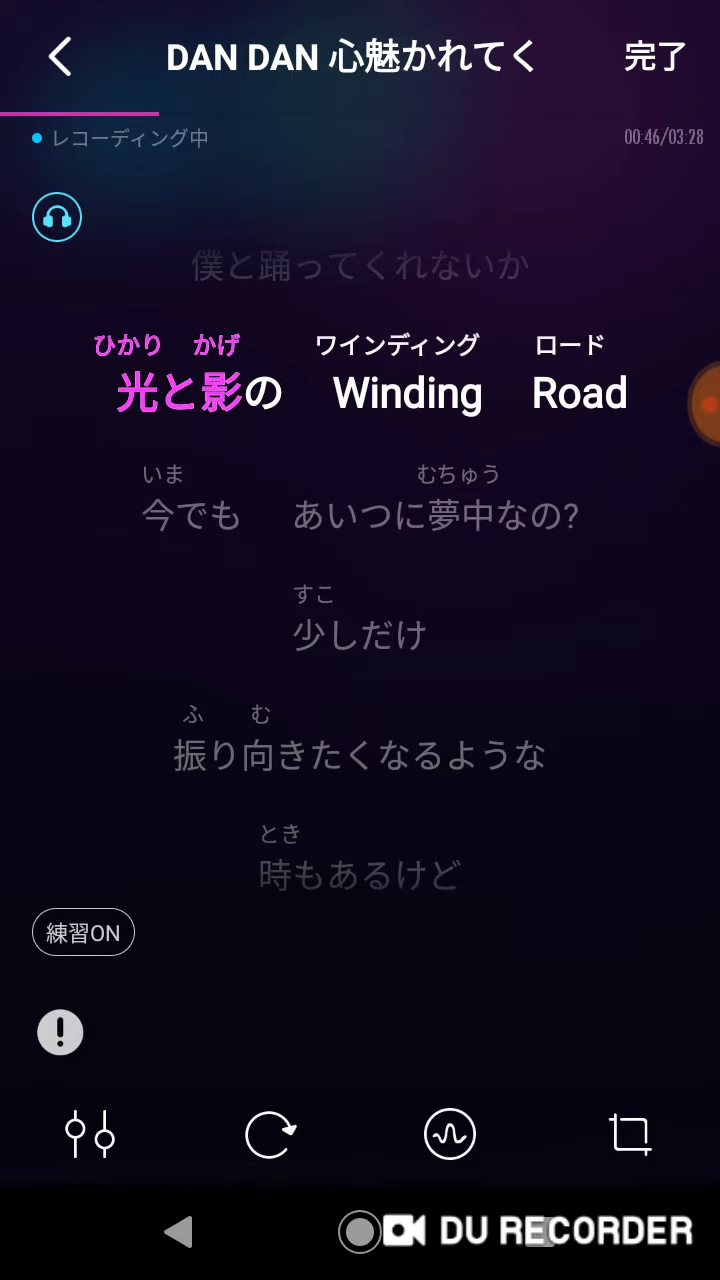 DAN DAN 心魅かれてく 完了
レコーディング中 00:46/03:28
僕と踊ってくれないか
ひかり かげ ワインディング ロード
光と影の Winding Road
いま むちゅう
今でも あいつに夢中なの?
すこ
少しだけ
ふ む
振り向きたくなるような
とき
時もあるけど
練習ON
DU RECORDER